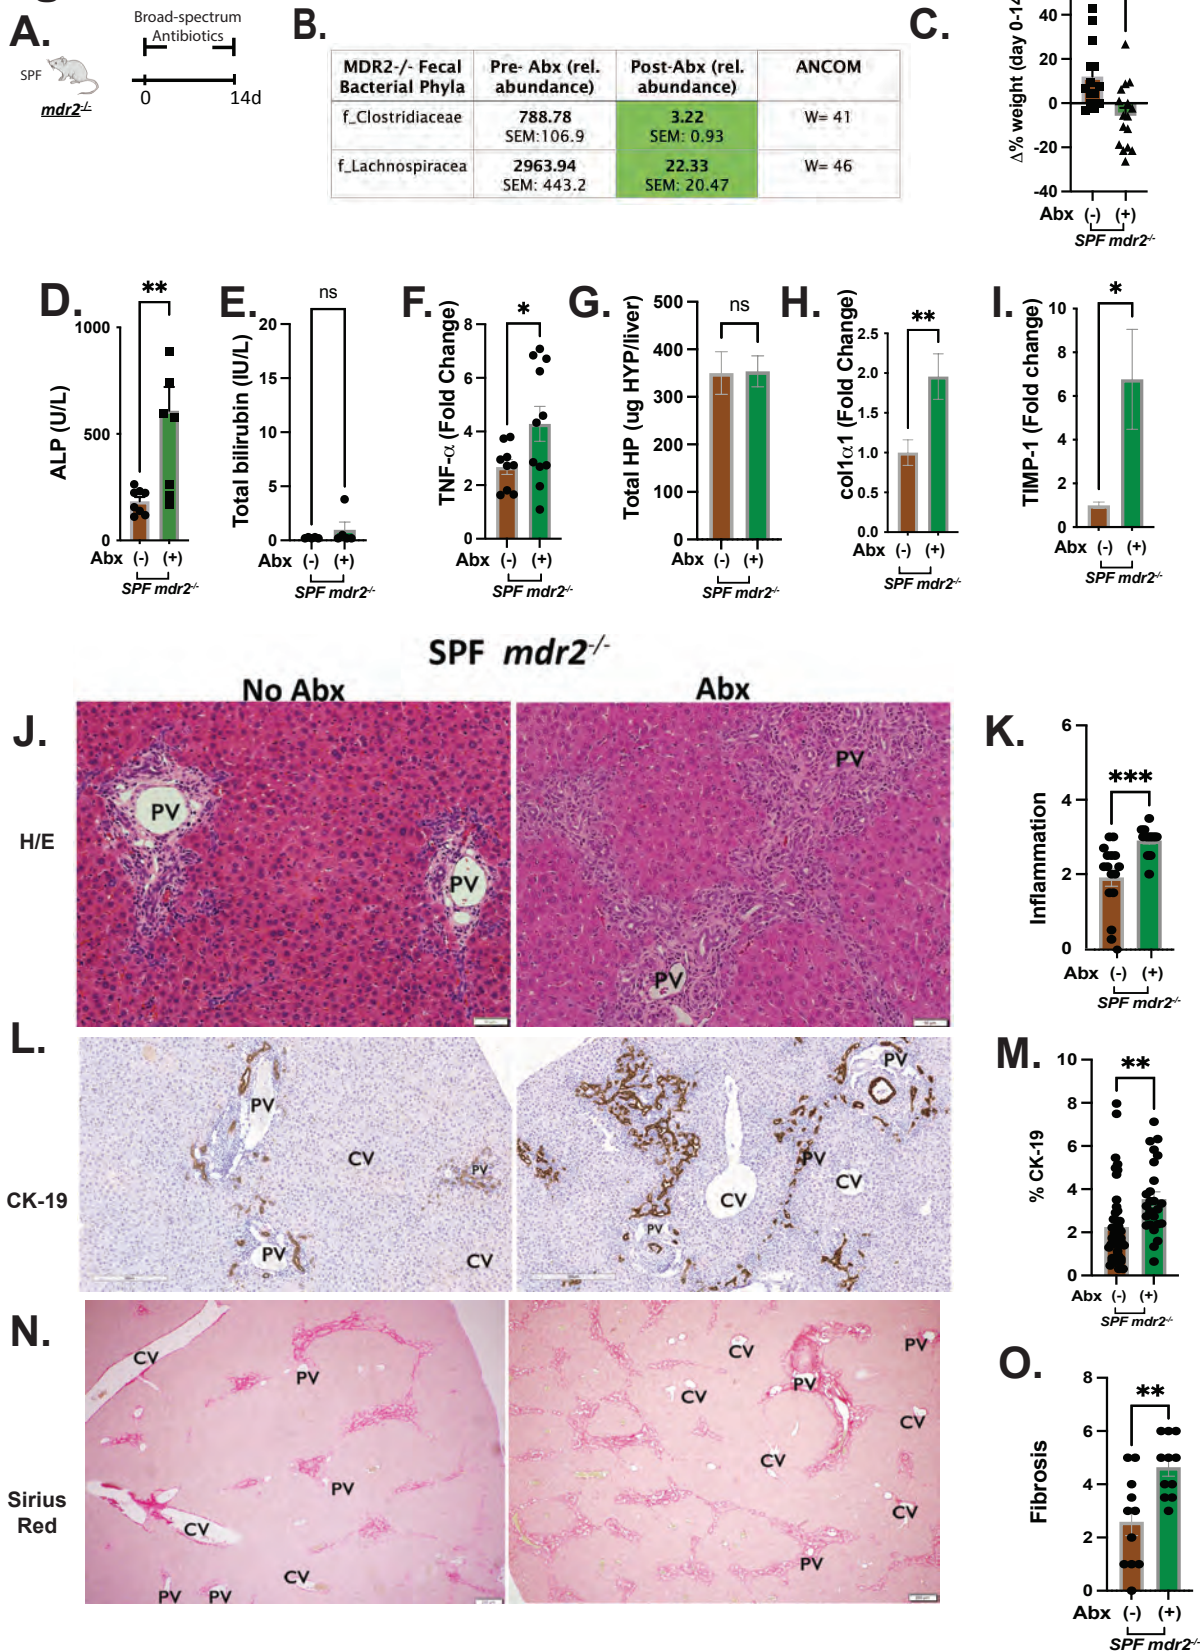 A.
Broad-spectrum
Antibiotics
SPF
mdr2-/-
0
14d
B.
MDR2-/- Fecal Bacterial Phyla
Pre- Abx (rel. abundance)
Post-Abx (rel. abundance)
ANCOM
f_Clostridiaceae
788.78
SEM:106.9
3.22
SEM: 0.93
W= 41
f_Lachnospiracea
2963.94
SEM: 443.2
22.33
SEM: 20.47
W= 46
C.
Δ% weight (day 0-14
40
20
0
-20
-40
Abx (-) (+)
SPF mdr2-/-
D.
**
ALP (U/L)
1000
500
0
Abx (-) (+)
SPF mdr2-/-
E.
ns
Total bilirubin (IU/L)
20
15
10
5
0
Abx (-) (+)
SPF mdr2-/-
F.
*
TNF-α (Fold Change)
8
6
4
2
0
Abx (-) (+)
SPF mdr2-/-
G.
ns
Total HP (ug HYP/liver)
500
400
300
200
100
0
Abx (-) (+)
SPF mdr2-/-
H.
**
col1α1 (Fold Change)
2.5
2.0
1.5
1.0
0.5
0.0
Abx (-) (+)
SPF mdr2-/-
I.
*
TIMP-1 (Fold change)
10
8
6
4
2
0
Abx (-) (+)
SPF mdr2-/-
SPF mdr2-/-
No Abx
Abx
J.
H/E
PV
PV
PV
PV
K.
***
Inflammation
6
4
2
0
Abx (-) (+)
SPF mdr2-/-
L.
CK-19
PV
CV
PV
PV
CV
PV
PV
CV
CV
PV
M.
**
% CK-19
10
8
6
4
2
0
Abx (-) (+)
SPF mdr2-/-
N.
Sirius
Red
CV
PV
PV
CV
CV
PV
PV
CV
PV
PV
CV
CV
CV
CV
PV
O.
**
Fibrosis
8
6
4
2
0
Abx (-) (+)
SPF mdr2-/-